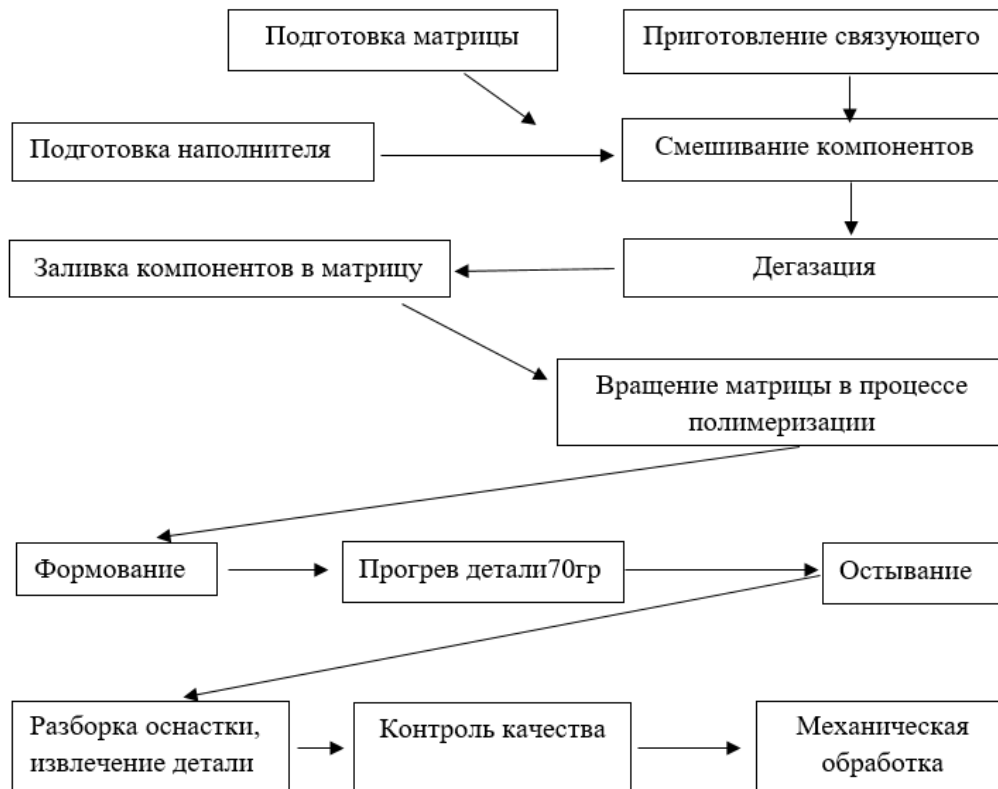 Подготовка матрицы
Приготовление связующего
Подготовка наполнителя
Смешивание компонентов
Заливка компонентов в матрицу
Дегазация
Вращение матрицы в процессе
полимеризации
Формование
Прогрев детали70гр
Остывание
Разборка оснастки,
извлечение детали
Контроль качества
Механическая
обработка